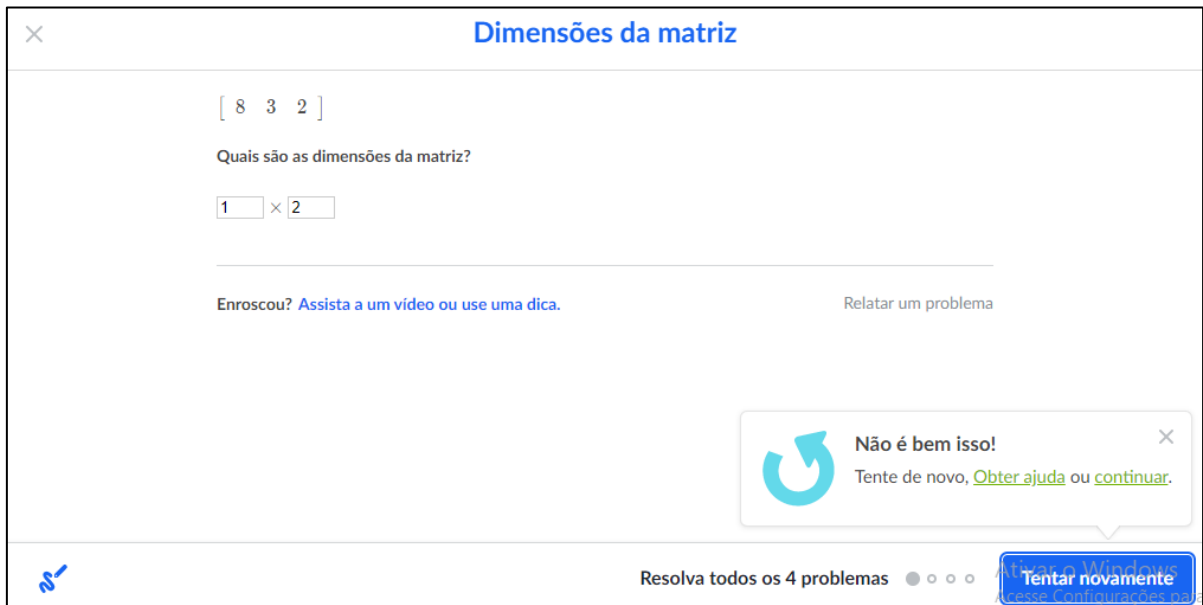 Dimensões da matriz
[ 8 3 2 ]
Quais são as dimensões da matriz?
1 × 2
Enroscou? Assista a um vídeo ou use uma dica.
Relatar um problema
Não é bem isso!
Tente de novo, Obter ajuda ou continuar.
Resolva todos os 4 problemas
Tentar novamente
Ativar o Windows
Acesse Configurações para